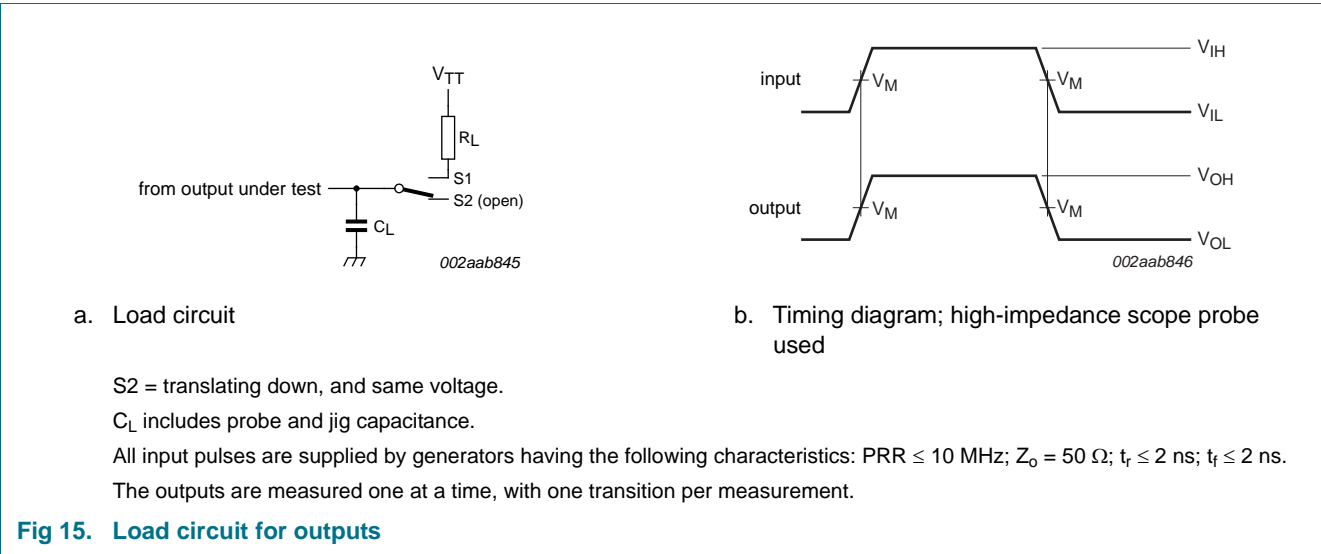 VTT
RL
S1
from output under test
S2 (open)
CL
002aab845
a. Load circuit
VIH
input
VM
VM
VIL
VOH
output
VM
VM
VOL
002aab846
b. Timing diagram; high-impedance scope probe
used
S2 = translating down, and same voltage.
CL includes probe and jig capacitance.
All input pulses are supplied by generators having the following characteristics: PRR ≤ 10 MHz; Zo = 50 Ω; tr ≤ 2 ns; tf ≤ 2 ns.
The outputs are measured one at a time, with one transition per measurement.
Fig 15. Load circuit for outputs